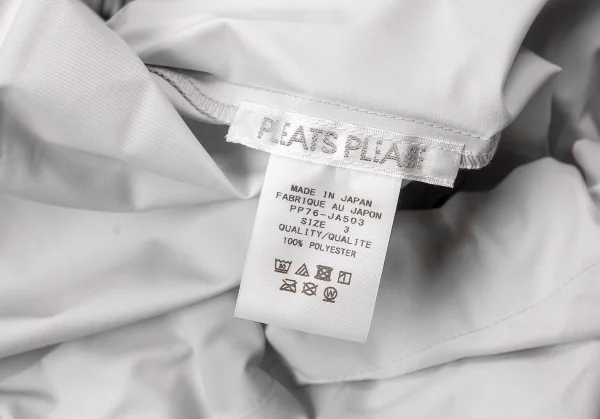 PLEATS PLEASE
MADE IN JAPAN
FABRIQUE AU JAPON
PP76-JA503
SIZE 3
QUALITY/QUALITE
100% POLYESTER